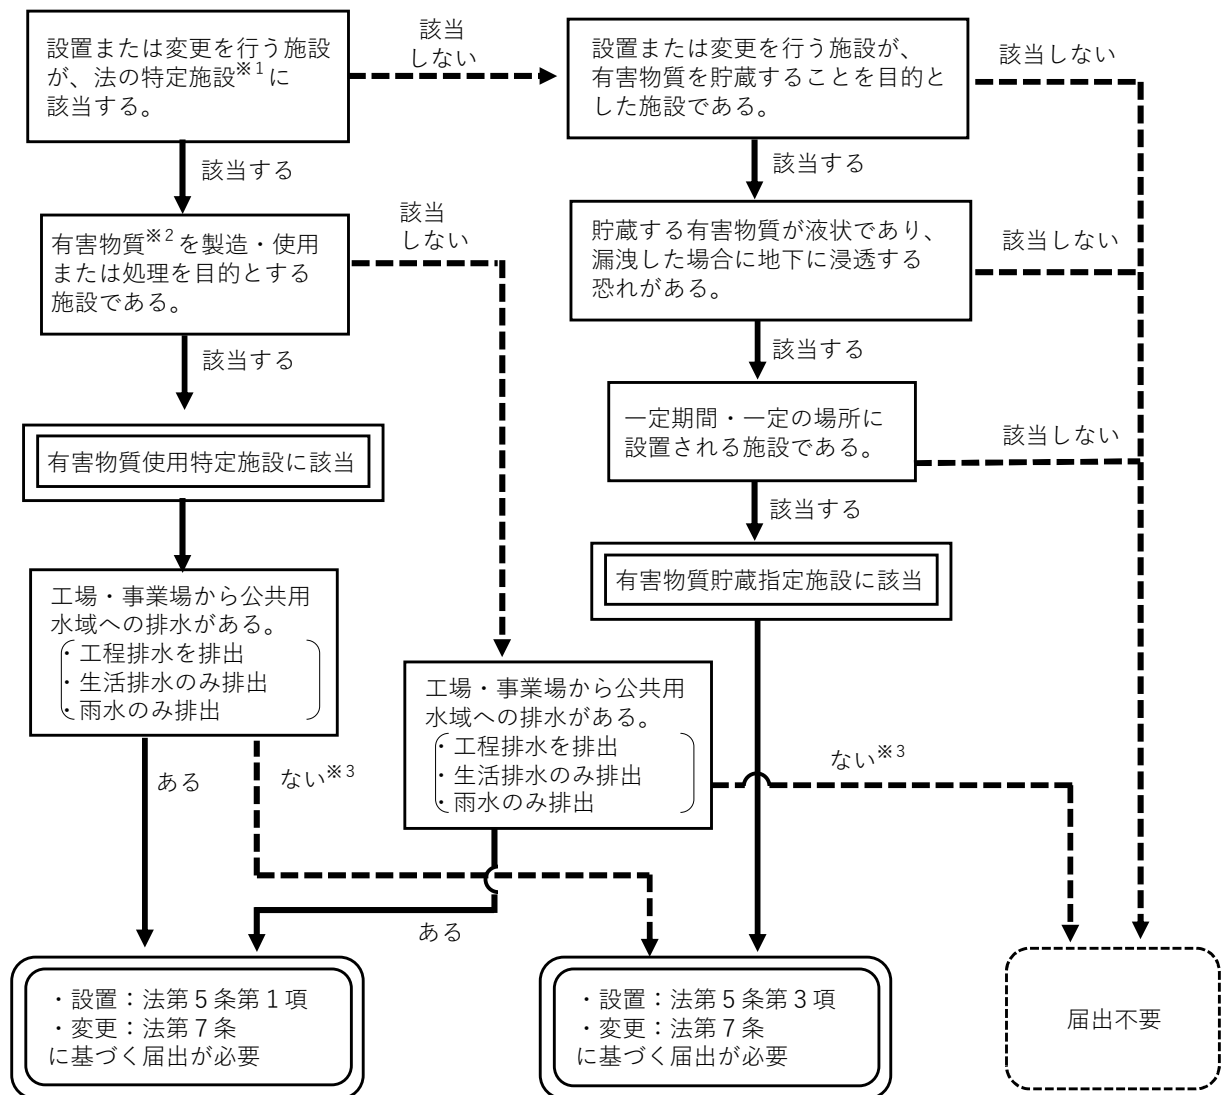 設置または変更を行う施設
が、法の特定施設※1に
該当する。
該当
しない
設置または変更を行う施設が、
有害物質を貯蔵することを目的と
した施設である。
該当しない
該当する
該当する
有害物質※2を製造・使用
または処理を目的とする
施設である。
該当
しない
貯蔵する有害物質が液状であり、
漏洩した場合に地下に浸透する
恐れがある。
該当しない
該当する
該当する
一定期間・一定の場所に
設置される施設である。
該当しない
有害物質使用特定施設に該当
該当する
有害物質貯蔵指定施設に該当
工場・事業場から公共用
水域への排水がある。
・工程排水を排出
・生活排水のみ排出
・雨水のみ排出
工場・事業場から公共用
水域への排水がある。
・工程排水を排出
・生活排水のみ排出
・雨水のみ排出
ある
ない※3
ない※3
ある
・設置：法第5条第1項
・変更：法第7条
に基づく届出が必要
・設置：法第5条第3項
・変更：法第7条
に基づく届出が必要
届出不要